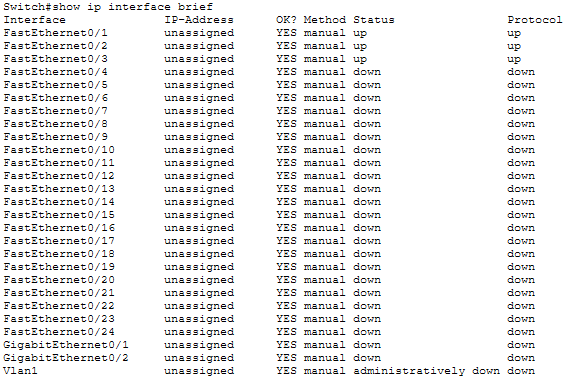 Switch#show ip interface brief
Interface IP-Address OK? Method Status Protocol
FastEthernet0/1 unassigned YES manual up up
FastEthernet0/2 unassigned YES manual up up
FastEthernet0/3 unassigned YES manual up up
FastEthernet0/4 unassigned YES manual down down
FastEthernet0/5 unassigned YES manual down down
FastEthernet0/6 unassigned YES manual down down
FastEthernet0/7 unassigned YES manual down down
FastEthernet0/8 unassigned YES manual down down
FastEthernet0/9 unassigned YES manual down down
FastEthernet0/10 unassigned YES manual down down
FastEthernet0/11 unassigned YES manual down down
FastEthernet0/12 unassigned YES manual down down
FastEthernet0/13 unassigned YES manual down down
FastEthernet0/14 unassigned YES manual down down
FastEthernet0/15 unassigned YES manual down down
FastEthernet0/16 unassigned YES manual down down
FastEthernet0/17 unassigned YES manual down down
FastEthernet0/18 unassigned YES manual down down
FastEthernet0/19 unassigned YES manual down down
FastEthernet0/20 unassigned YES manual down down
FastEthernet0/21 unassigned YES manual down down
FastEthernet0/22 unassigned YES manual down down
FastEthernet0/23 unassigned YES manual down down
FastEthernet0/24 unassigned YES manual down down
GigabitEthernet0/1 unassigned YES manual down down
GigabitEthernet0/2 unassigned YES manual down down
Vlan1 unassigned YES manual administratively down down